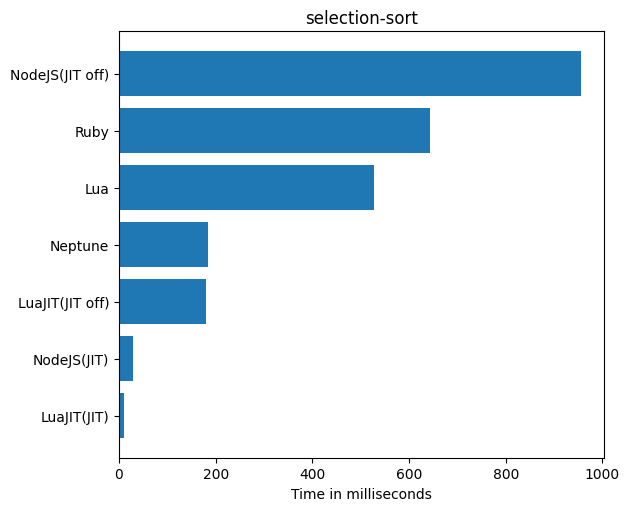 selection-sort
NodeJS(JIT off)
Ruby
Lua
Neptune
LuaJIT(JIT off)
NodeJS(JIT)
LuaJIT(JIT)
0 200 400 600 800 1000
Time in milliseconds